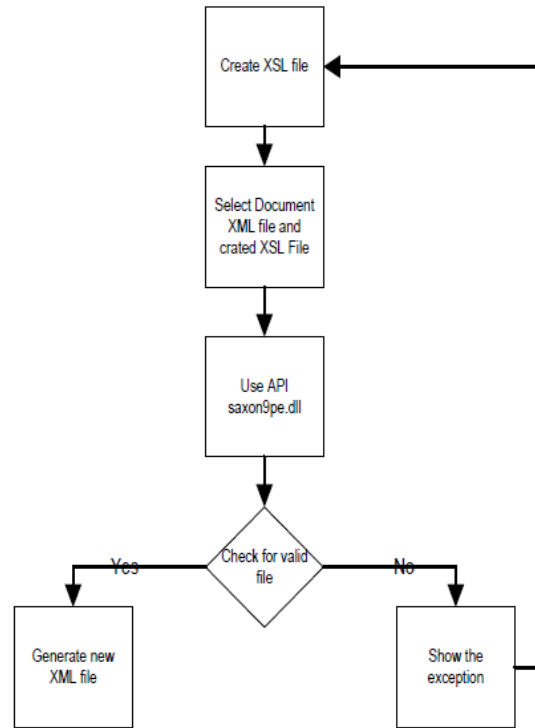 Create XSL file
Select Document
XML file and
crated XSL File
Use API
saxon9pe.dll
Check for valid
file
Yes
No
Generate new
XML file
Show the
exception